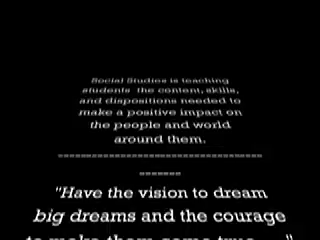 Social Studies is teaching
students the content, skills,
and dispositions needed to
make a positive impact on
the people and world
around them.
====================================
=======
"Have the vision to dream
big dreams and the courage
to make them come true...."